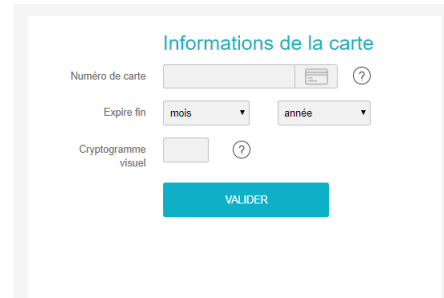 Informations de la carte
Numéro de carte
?
Expire fin
mois
année
Cryptogramme
visuel
?
VALIDER